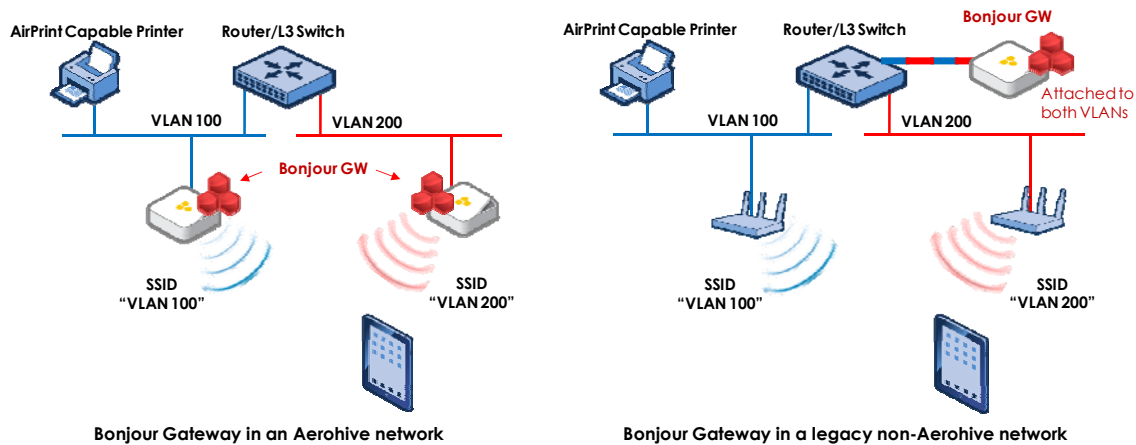 AirPrint Capable Printer
Router/L3 Switch
VLAN 100
VLAN 200
Bonjour GW
SSID
“VLAN 100”
SSID
“VLAN 200”
Bonjour Gateway in an Aerohive network
AirPrint Capable Printer
Router/L3 Switch
Bonjour GW
Attached to
both VLANs
VLAN 100
VLAN 200
SSID
“VLAN 100”
SSID
“VLAN 200”
Bonjour Gateway in a legacy non-Aerohive network